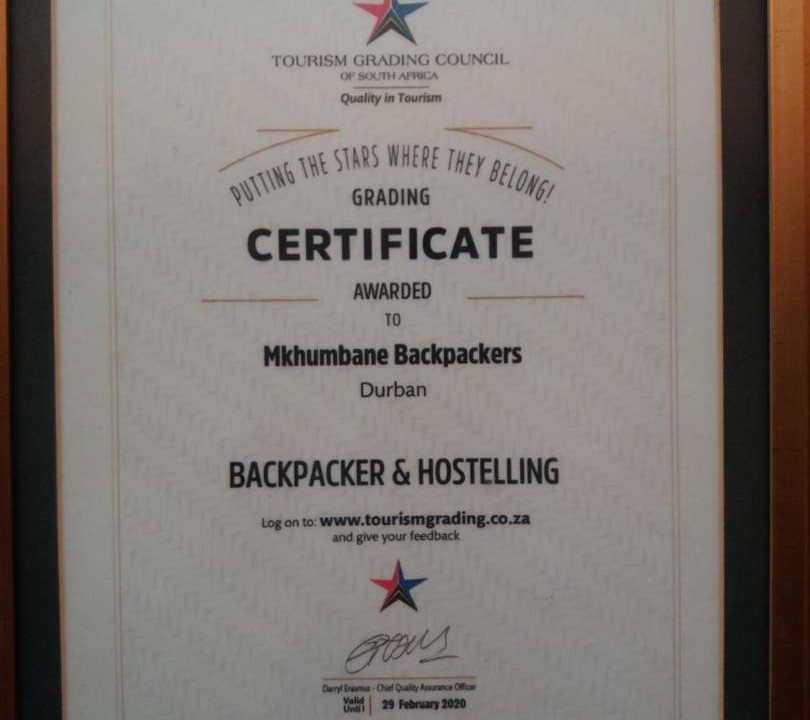 TOURISM GRADING COUNCIL
OF SOUTH AFRICA
Quality in Tourism
PUTTING THE STARS WHERE THEY BELONG!
GRADING
CERTIFICATE
AWARDED
TO
Mkhumbane Backpackers
Durban
BACKPACKER & HOSTELLING
Log on to: www.tourismgrading.co.za
and give your feedback
Darryl Erasmus - Chief Quality Assurance Officer
Valid
Until
29 February 2020